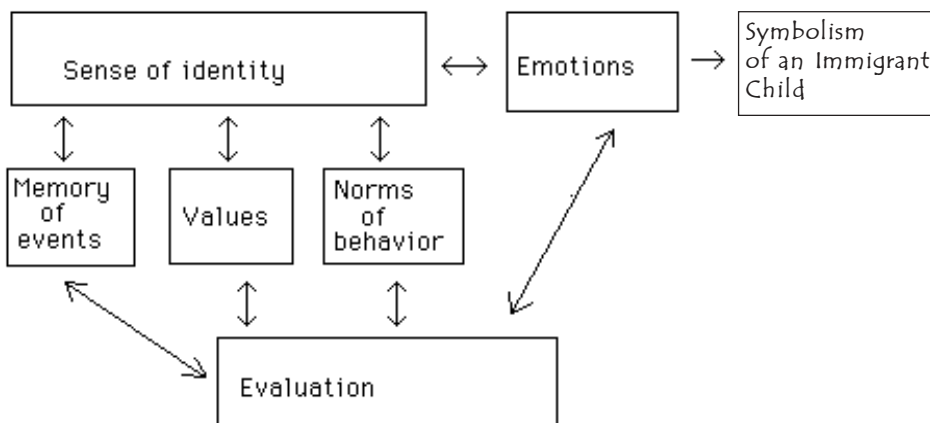 Sense of identity
Emotions
Symbolism
of an Immigrant
Child
Memory
of
events
Values
Norms
of
behavior
Evaluation